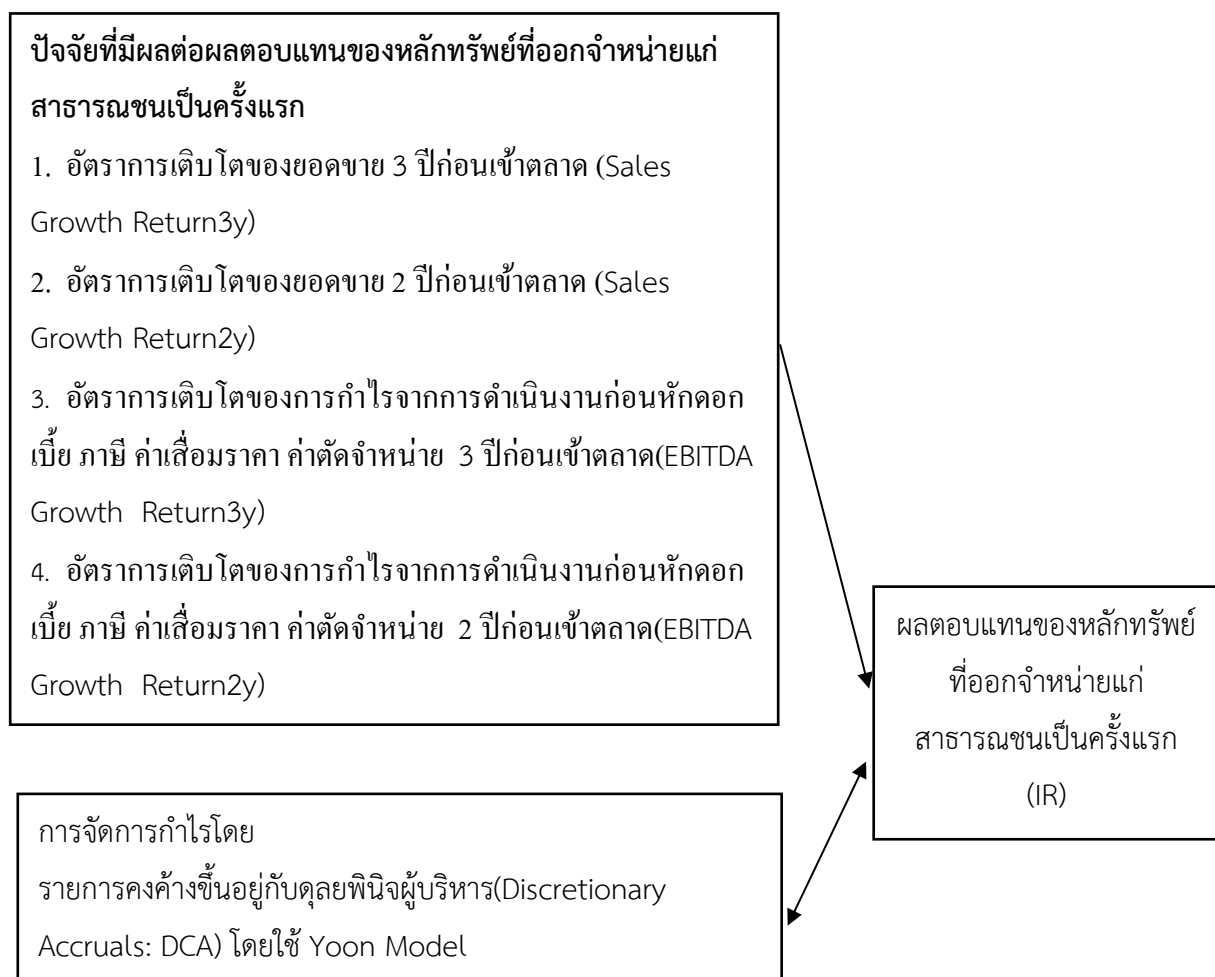 ปัจจัยที่มีผลต่อผลตอบแทนของหลักทรัพย์ที่ออกจำหน่ายแก่
สาธารณชนเป็นครั้งแรก
1. อัตราการเติบโตของยอดขาย 3 ปีก่อนเข้าตลาด (Sales
Growth Return3y)
2. อัตราการเติบโตของยอดขาย 2 ปีก่อนเข้าตลาด (Sales
Growth Return2y)
3. อัตราการเติบโตของการกำไรจากการดำเนินงานก่อนหักดอก
เบี้ย ภาษี ค่าเสื่อมราคา ค่าตัดจำหน่าย 3 ปีก่อนเข้าตลาด(EBITDA
Growth Return3y)
4. อัตราการเติบโตของการกำไรจากการดำเนินงานก่อนหักดอก
เบี้ย ภาษี ค่าเสื่อมราคา ค่าตัดจำหน่าย 2 ปีก่อนเข้าตลาด(EBITDA
Growth Return2y)
ผลตอบแทนของหลักทรัพย์
ที่ออกจำหน่ายแก่
สาธารณชนเป็นครั้งแรก
(IR)
การจัดการกำไรโดย
รายการคงค้างขึ้นอยู่กับดุลยพินิจผู้บริหาร(Discretionary
Accruals: DCA) โดยใช้ Yoon Model